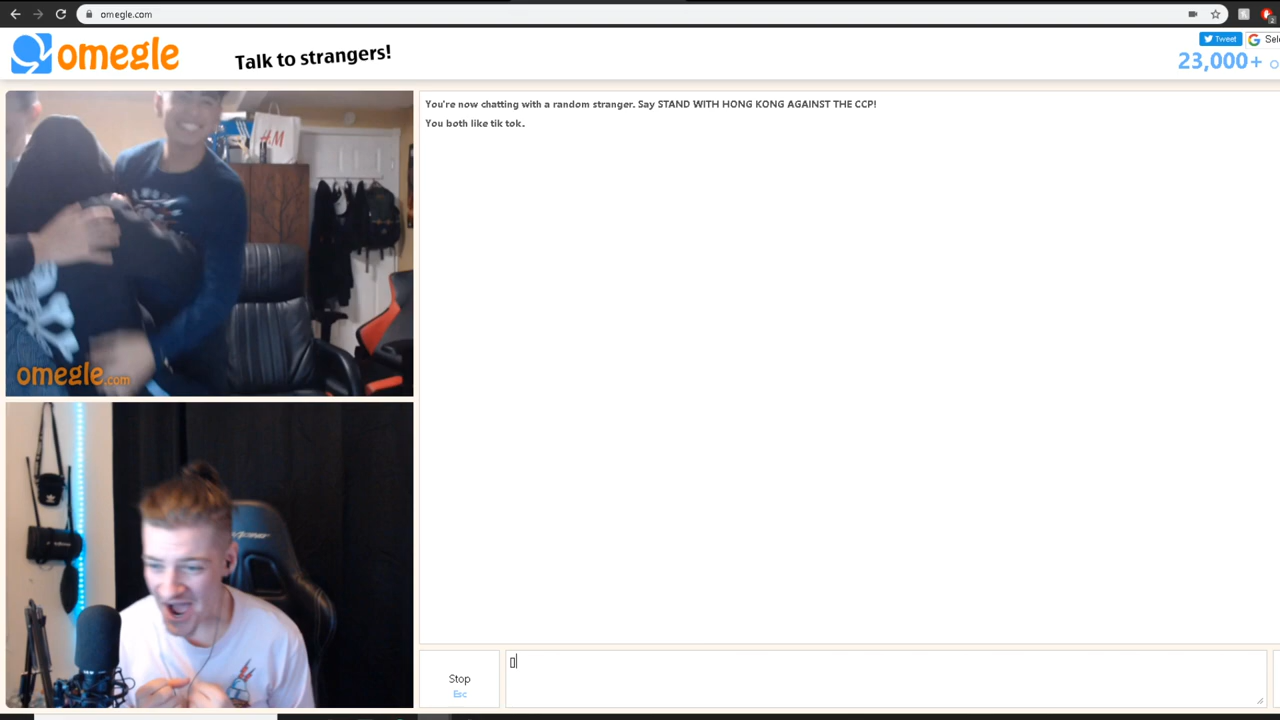 omegle.com
omegle
Talk to strangers!
Tweet
G Sel
23,000+ o
You're now chatting with a random stranger. Say STAND WITH HONG KONG AGAINST THE CCP!
You both like tik tok.
H&M
omegle.com
Stop
Esc